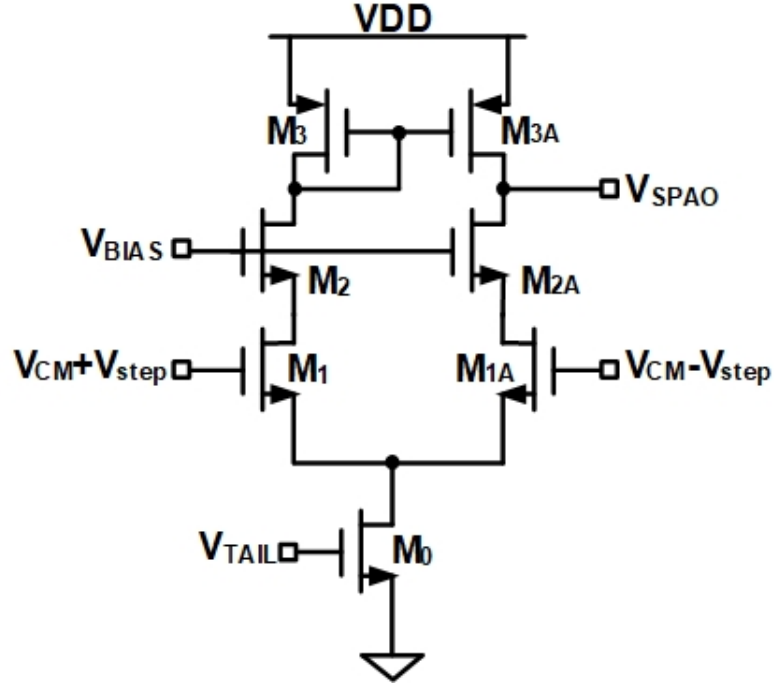 VDD
M3
M3A
VSPAO
VBIAS
M2
M2A
VCM+Vstep
M1
M1A
VCM-Vstep
VTAIL
M0